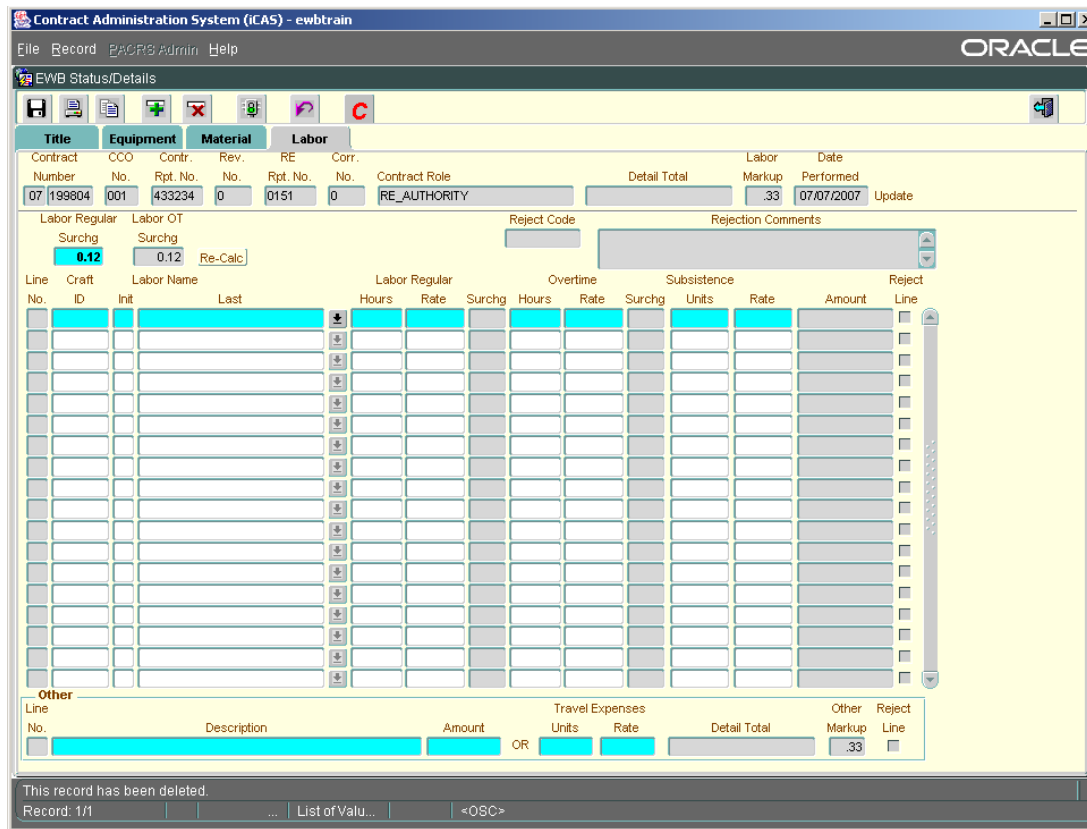 Contract Administration System (iCAS) - ewbtrain
File Record PACRS Admin Help
ORACLE
EWB Status/Details
C
Title Equipment Material Labor
Contract CCO Contr. Rev. RE Corr. Labor Date
Number No. Rpt. No. No. Rpt. No. No. Contract Role Detail Total Markup Performed
07 199804 001 433234 0 0151 0 RE_AUTHORITY .33 07/07/2007 Update
Labor Regular Labor OT Reject Code Rejection Comments
Surchg Surchg
0.12 0.12 Re-Calc
Line Craft Labor Name Labor Regular Overtime Subsistence Reject
No. ID Init Last Hours Rate Surchg Hours Rate Surchg Units Rate Amount Line
Other
Line Travel Expenses Other Reject
No. Description Amount Units Rate Detail Total Markup Line
OR .33
This record has been deleted.
Record: 1/1 ... List of Valu... <OSC>